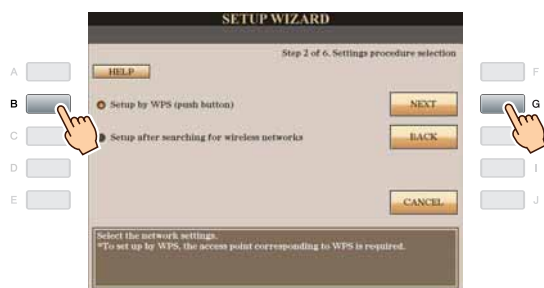 SETUP WIZARD
Step 2 of 6. Settings procedure selection
HELP
A
F
B
Setup by WPS (push button)
NEXT
G
C
Setup after searching for wireless networks
BACK
D
I
E
CANCEL
J
Select the network settings.
*To set up by WPS, the access point corresponding to WPS is required.